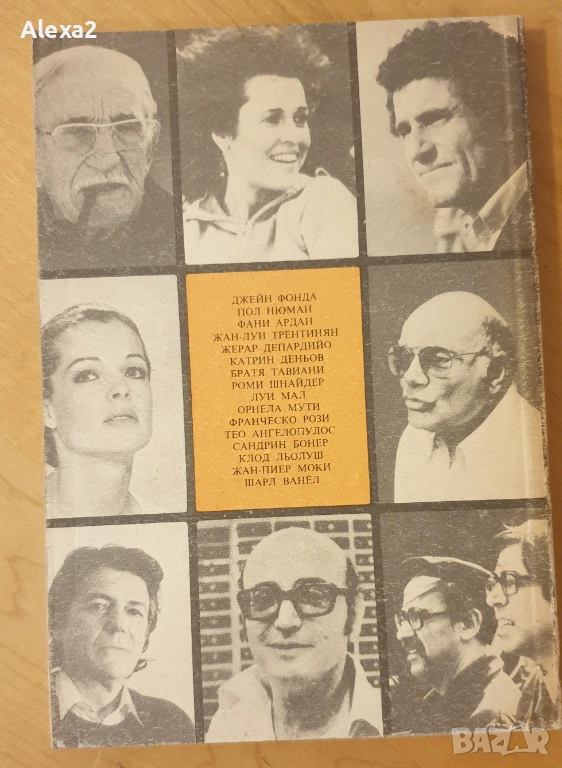 Alexa2
ДЖЕЙН ФОНДА
ПОЛ НЮМАН
ФАНИ АРДАН
ЖАН-ЛУИ ТРЕНТИНЯН
ЖЕРАР ДЕПАРДИЙО
КАТРИН ДЕНЬОВ
БРАТЯ ТАВИАНИ
РОМИ ШНАЙДЕР
ЛУИ МАЛ
ОРНЕЛА МУТИ
ФРАНЧЕСКО РОЗИ
ТЕО АНГЕЛОПУЛОС
САНДРИН БОНЕР
КЛОД ЛЬОЛУШ
ЖАН-ПИЕР МОКИ
ШАРЛ ВАНЕЛ
BAZAR